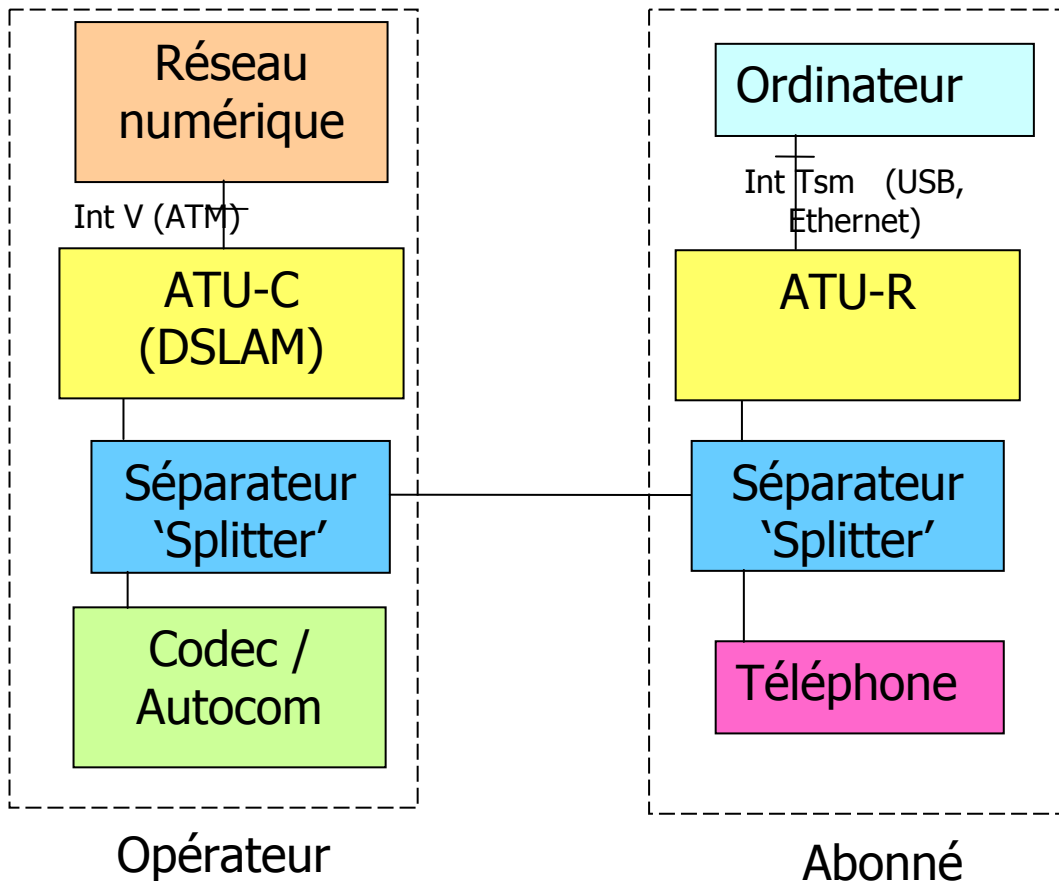 Réseau
numérique
Int V (ATM)
ATU-C
(DSLAM)
Séparateur
‘Splitter’
Codec /
Autocom
Opérateur
Ordinateur
Int Tsm (USB,
Ethernet)
ATU-R
Séparateur
‘Splitter’
Téléphone
Abonné